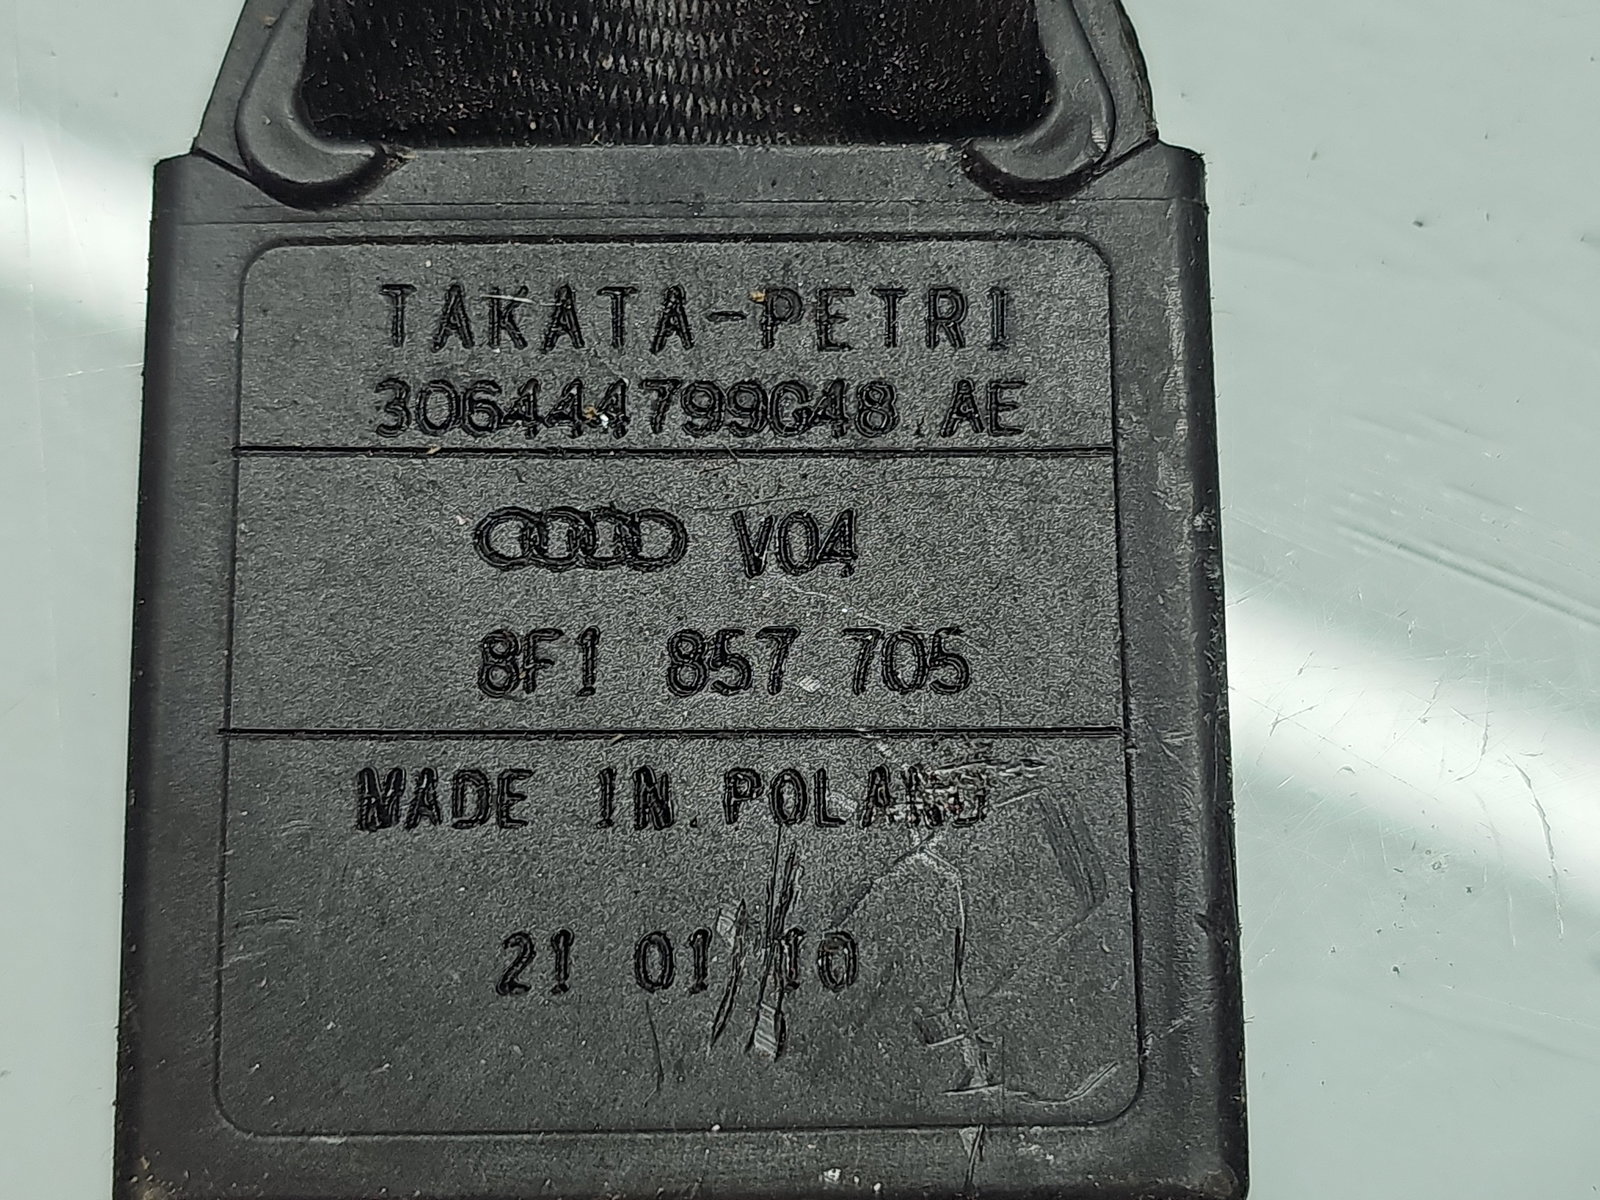 TAKATA-PETRI
306444799G48 AE
V04
8F1 857 705
MADE IN POLAND
21 01 10